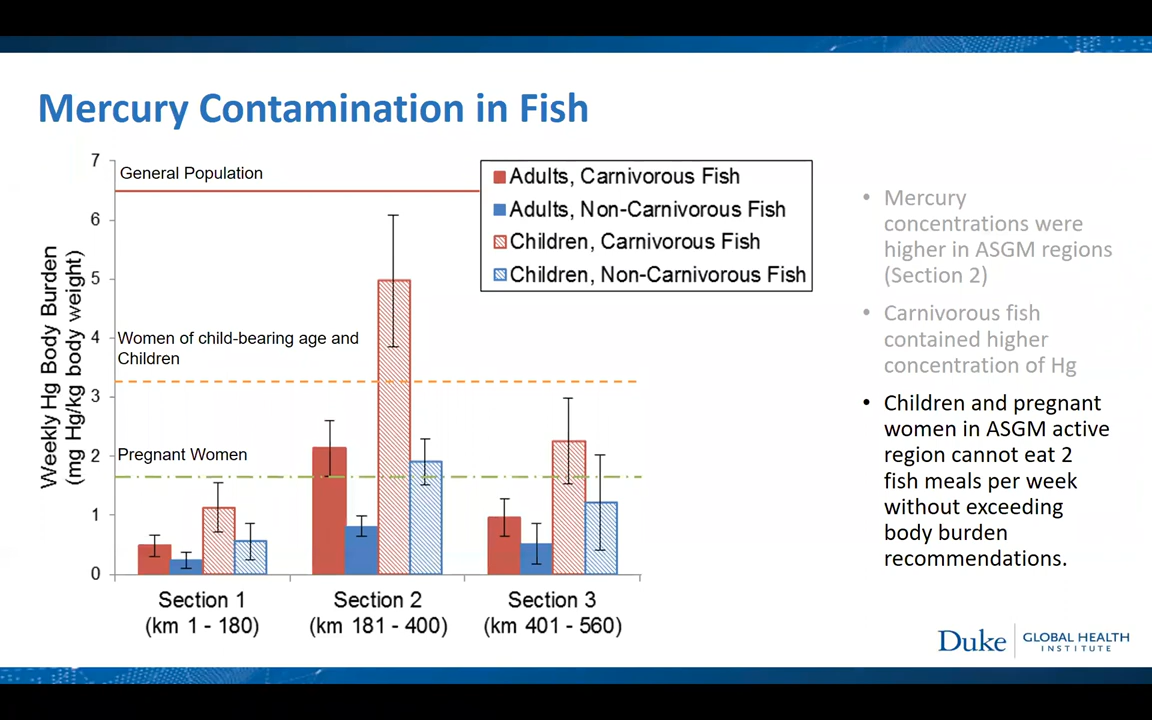 Mercury Contamination in Fish
7
General Population
6
5
4
3
2
1
0
Weekly Hg Body Burden
(mg Hg/kg body weight)
Women of child-bearing age and
Children
Pregnant Women
Adults, Carnivorous Fish
Adults, Non-Carnivorous Fish
Children, Carnivorous Fish
Children, Non-Carnivorous Fish
Section 1
(km 1 - 180)
Section 2
(km 181 - 400)
Section 3
(km 401 - 560)
• Mercury
concentrations were
higher in ASGM regions
(Section 2)
• Carnivorous fish
contained higher
concentration of Hg
• Children and pregnant
women in ASGM active
region cannot eat 2
fish meals per week
without exceeding
body burden
recommendations.
Duke
GLOBAL HEALTH
INSTITUTE